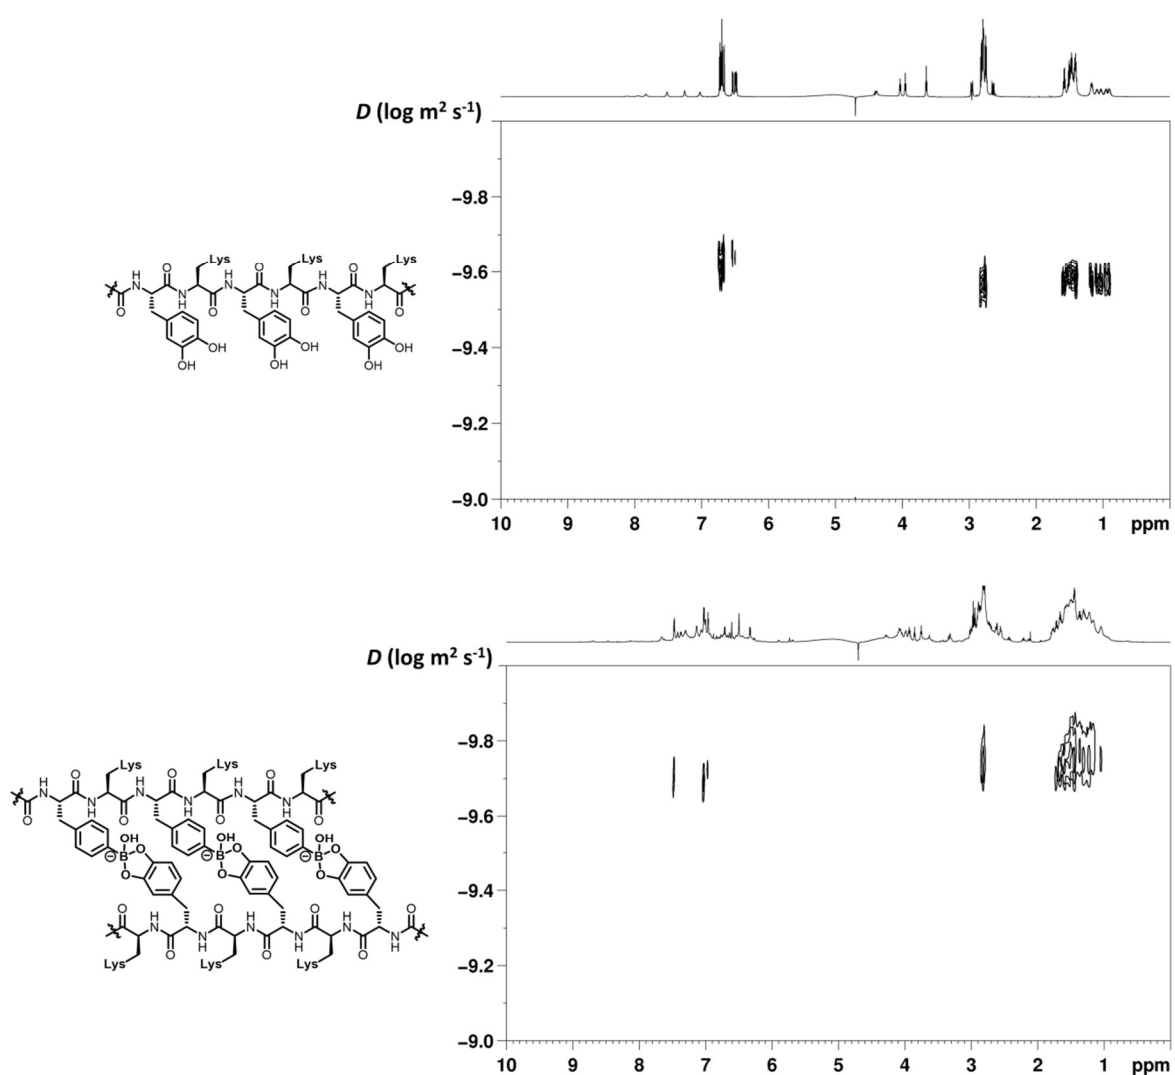 D (log m² s⁻¹)
−9.8
−9.6
−9.4
−9.2
−9.0
10 9 8 7 6 5 4 3 2 1 ppm
Lys Lys Lys
H O H O H O
N N N
O N O N O N O
H H H
OH OH OH
OH OH OH
D (log m² s⁻¹)
−9.8
−9.6
−9.4
−9.2
−9.0
10 9 8 7 6 5 4 3 2 1 ppm
Lys Lys Lys
H O H O H O
N N N
O N O N O N O
H H H
OH OH OH
⊖B O ⊖B O ⊖B O
O O O
O H O H O H O
N N N
N O N O N O
H H H
Lys Lys Lys